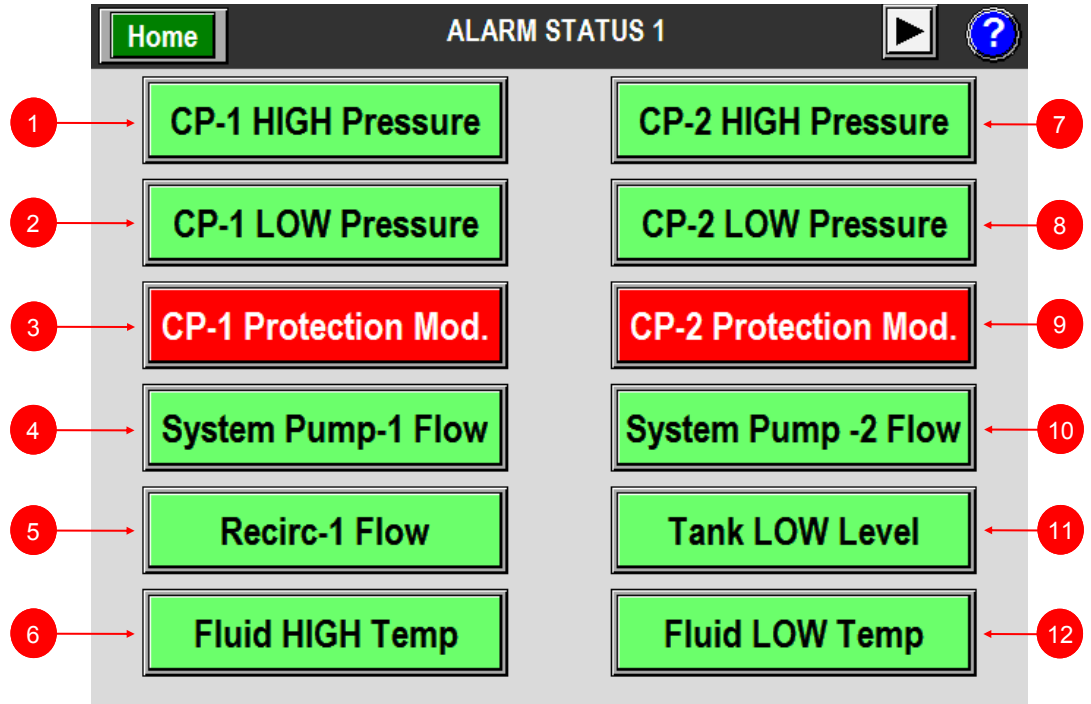 Home
ALARM STATUS 1
?
1
CP-1 HIGH Pressure
CP-2 HIGH Pressure
7
2
CP-1 LOW Pressure
CP-2 LOW Pressure
8
3
CP-1 Protection Mod.
CP-2 Protection Mod.
9
4
System Pump-1 Flow
System Pump -2 Flow
10
5
Recirc-1 Flow
Tank LOW Level
11
6
Fluid HIGH Temp
Fluid LOW Temp
12